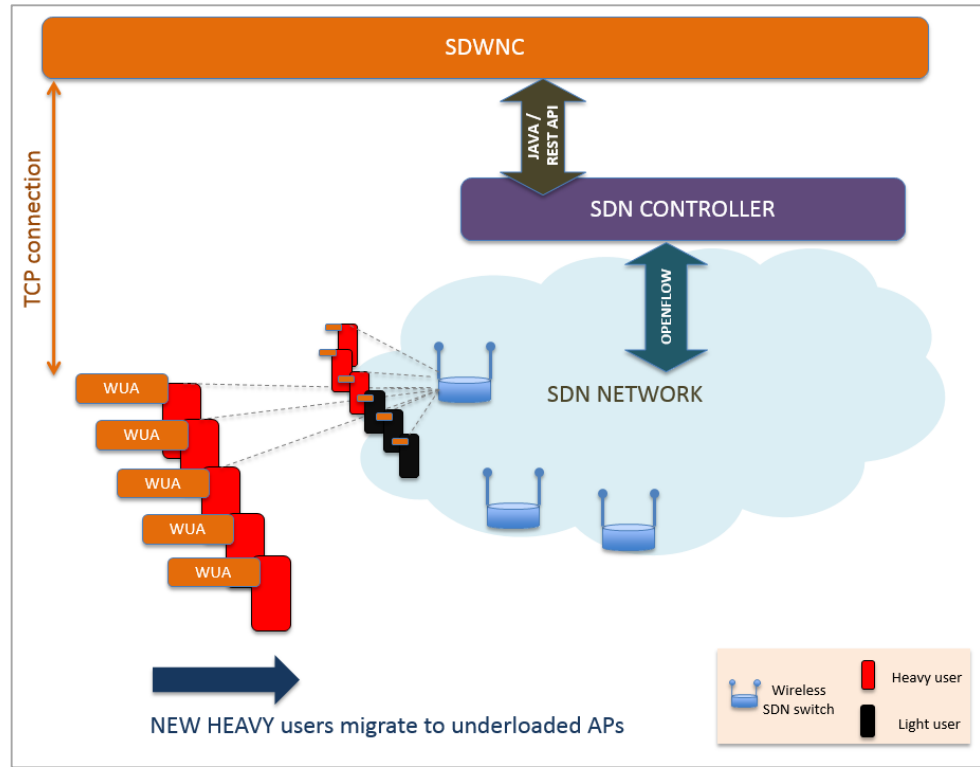 SDWNC
JAVA /
REST API
SDN CONTROLLER
TCP connection
OPENFLOW
SDN NETWORK
WUA
WUA
WUA
WUA
WUA
NEW HEAVY users migrate to underloaded APs
Wireless
SDN switch
Heavy user
Light user